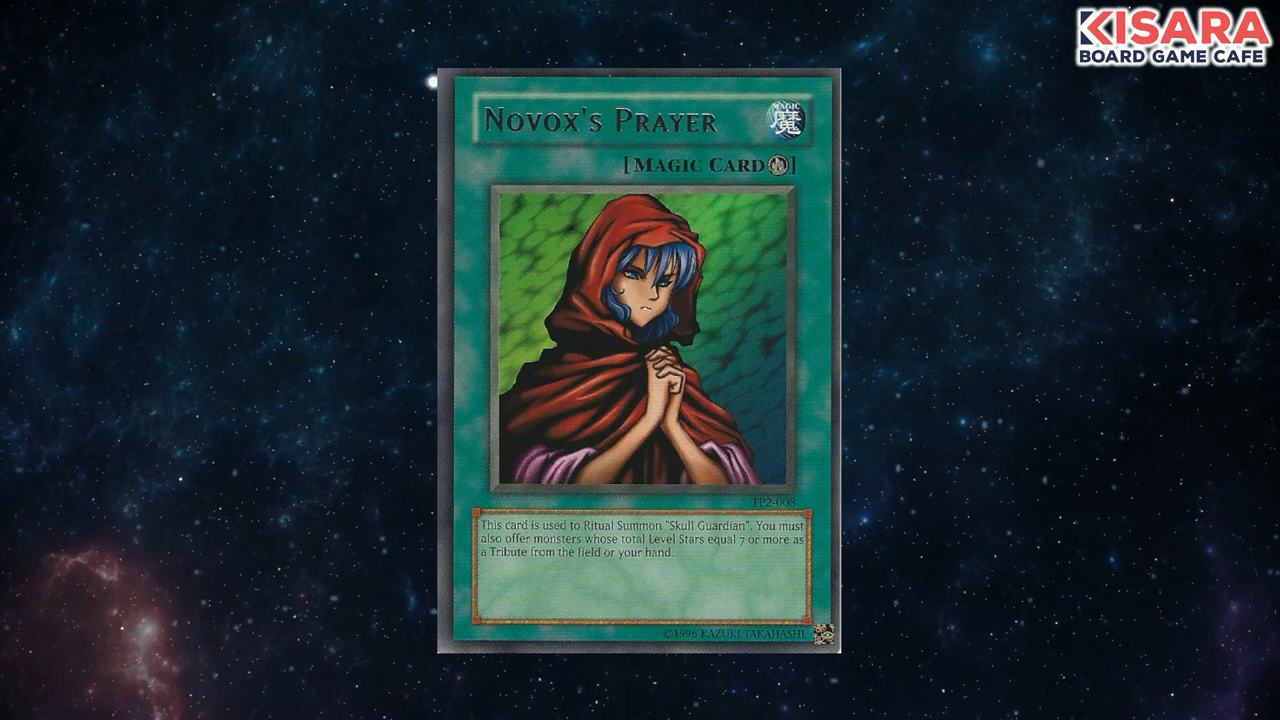 KISARA
BOARD GAME CAFE
NOVOX'S PRAYER
MAGIC
魔
[MAGIC CARD]
TP2-008
This card is used to Ritual Summon "Skull Guardian". You must
also offer monsters whose total Level Stars equal 7 or more as
a Tribute from the field or your hand.
©1996 KAZUKI TAKAHASHI